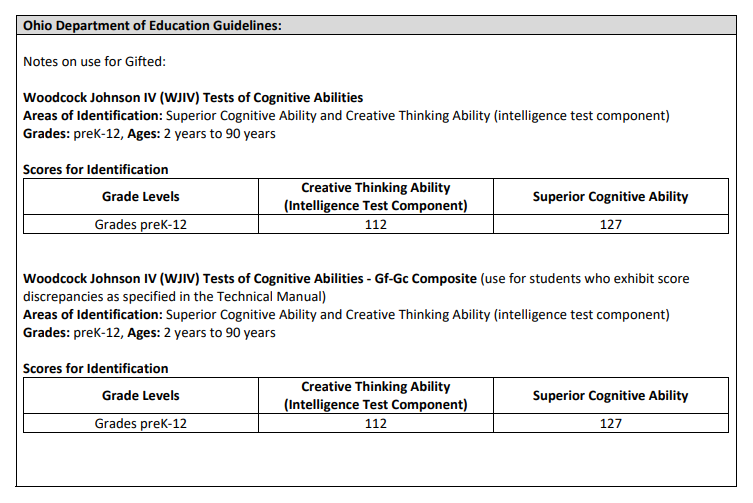 Ohio Department of Education Guidelines:
Notes on use for Gifted:
Woodcock Johnson IV (WJIV) Tests of Cognitive Abilities
Areas of Identification: Superior Cognitive Ability and Creative Thinking Ability (intelligence test component)
Grades: preK-12, Ages: 2 years to 90 years
Scores for Identification
Grade Levels
Creative Thinking Ability
(Intelligence Test Component)
Superior Cognitive Ability
Grades preK-12
112
127
Woodcock Johnson IV (WJIV) Tests of Cognitive Abilities - Gf-Gc Composite (use for students who exhibit score
discrepancies as specified in the Technical Manual)
Areas of Identification: Superior Cognitive Ability and Creative Thinking Ability (intelligence test component)
Grades: preK-12, Ages: 2 years to 90 years
Scores for Identification
Grade Levels
Creative Thinking Ability
(Intelligence Test Component)
Superior Cognitive Ability
Grades preK-12
112
127